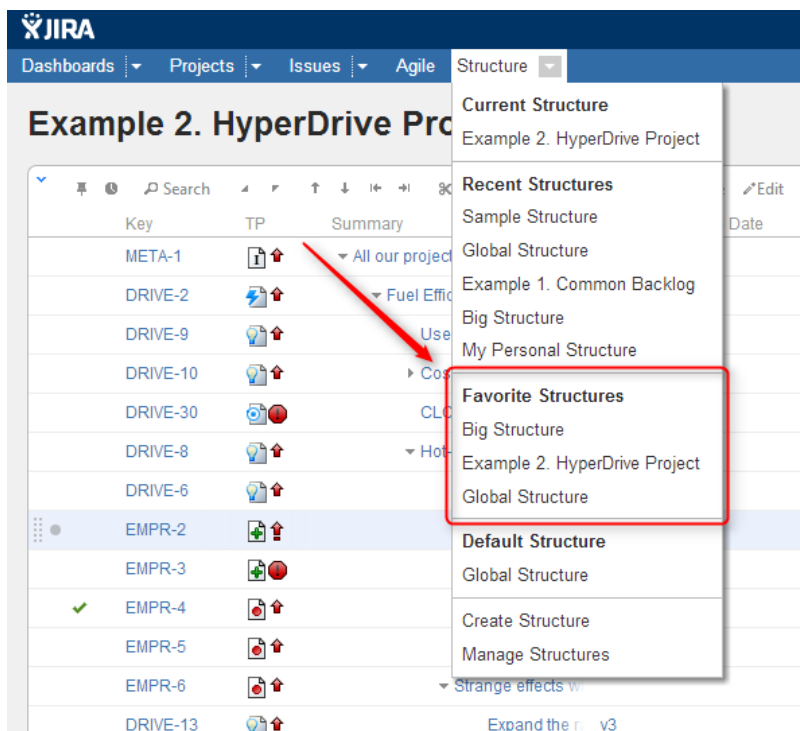 JIRA
Dashboards Projects Issues Agile Structure
Example 2. HyperDrive Pro
Current Structure
Example 2. HyperDrive Project
Recent Structures
Sample Structure
Global Structure
Example 1. Common Backlog
Big Structure
My Personal Structure
Favorite Structures
Big Structure
Example 2. HyperDrive Project
Global Structure
Default Structure
Global Structure
Create Structure
Manage Structures
Search Edit
Key TP Summary Date
META-1 All our project
DRIVE-2 Fuel Effic
DRIVE-9 Use
DRIVE-10 Cos
DRIVE-30 CLO
DRIVE-8 Hot-
DRIVE-6
EMPR-2
EMPR-3
EMPR-4
EMPR-5
EMPR-6 Strange effects w
DRIVE-13 Expand the ra v3